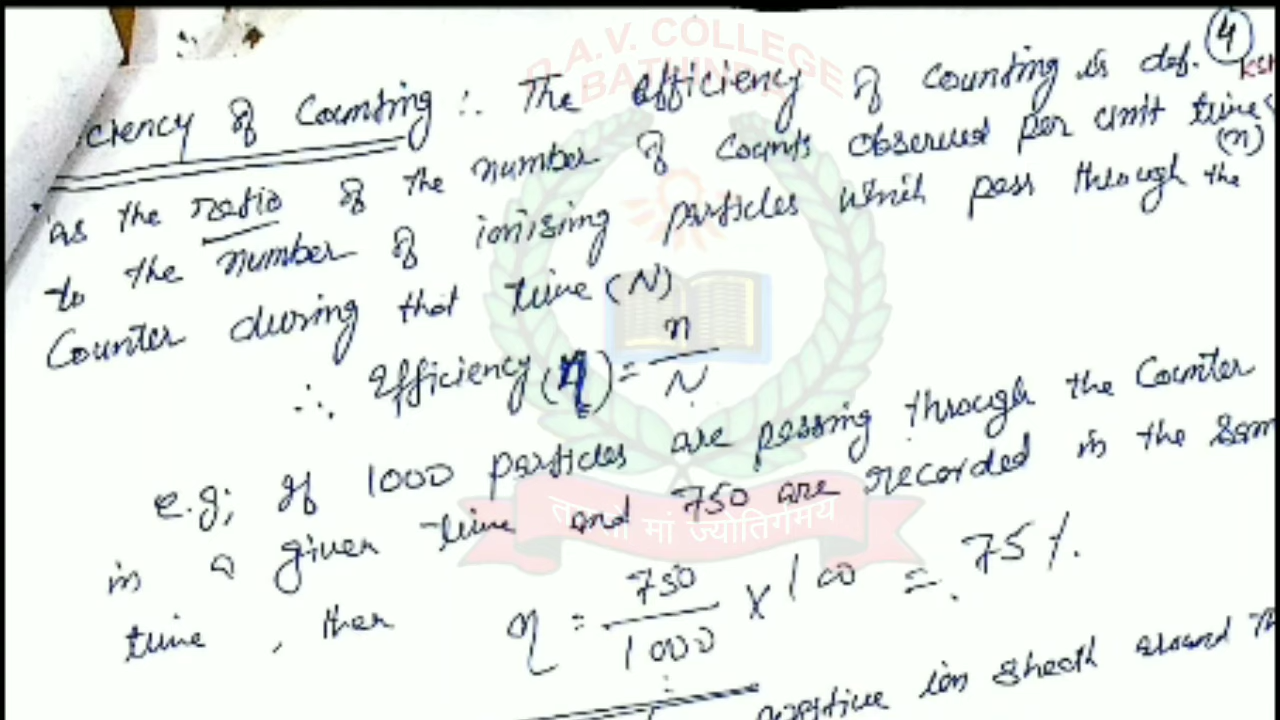 D.A.V. COLLEGE
BATHINDA
4
ciency of Counting :. The efficiency of counting is def.
as the ratio of the number of counts observed per unit time
(n)
to the number of ionising particles which pass through the
Counter during that time (N)
∴ Efficiency (η) = n/N
e.g; If 1000 particles are passing through the Counter
in a given time and 750 are recorded in the sam
time, then η = 750/1000 x 100 = 75%.
तमसो मां ज्योतिर्गमय
positive ion sheath around